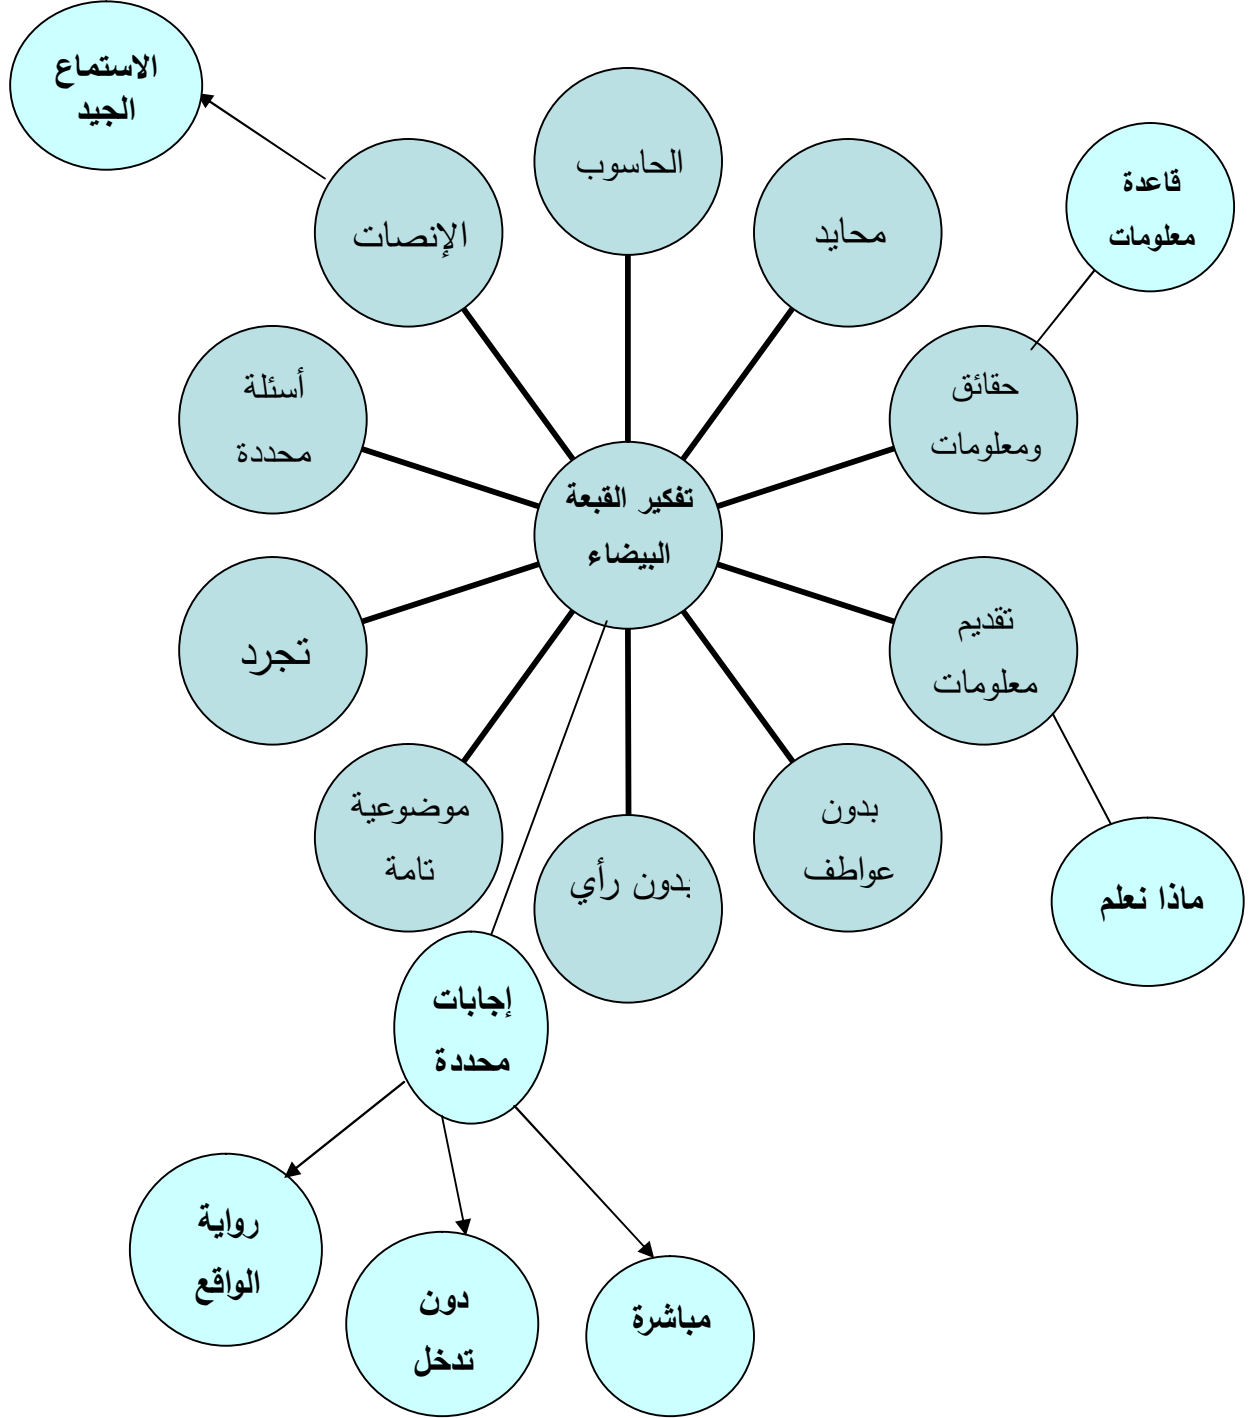 الاستماع
الجيد
الحاسوب
قاعدة
معلومات
محايد
الإنصات
حقائق
ومعلومات
أسئلة
محددة
تفكير القبعة
البيضاء
تقديم
معلومات
تجرد
بدون
عواطف
موضوعية
تامة
بدون رأي
ماذا نعلم
إجابات
محددة
رواية
الواقع
دون
تدخل
مباشرة